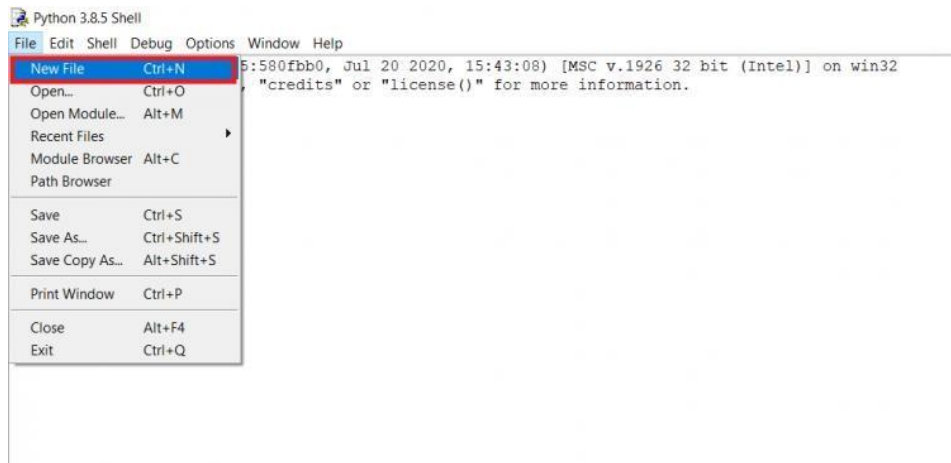 Python 3.8.5 Shell
File Edit Shell Debug Options Window Help
New File Ctrl+N
5:580fbb0, Jul 20 2020, 15:43:08) [MSC v.1926 32 bit (Intel)] on win32
Open... Ctrl+O
, "credits" or "license()" for more information.
Open Module... Alt+M
Recent Files
Module Browser Alt+C
Path Browser
Save Ctrl+S
Save As... Ctrl+Shift+S
Save Copy As... Alt+Shift+S
Print Window Ctrl+P
Close Alt+F4
Exit Ctrl+Q